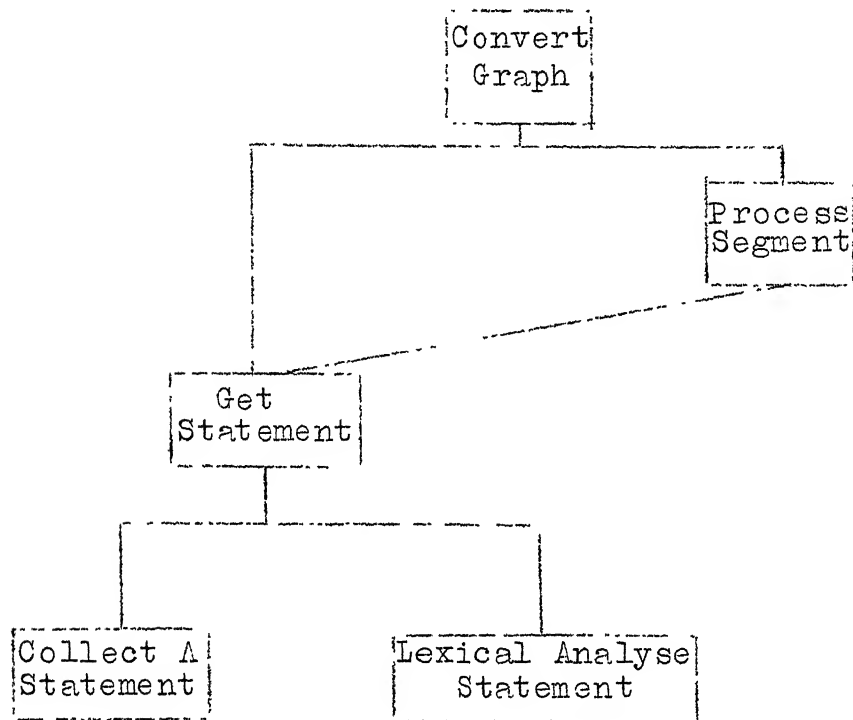 Convert
Graph
Process
Segment
Get
Statement
Collect A
Statement
Lexical Analyse
Statement